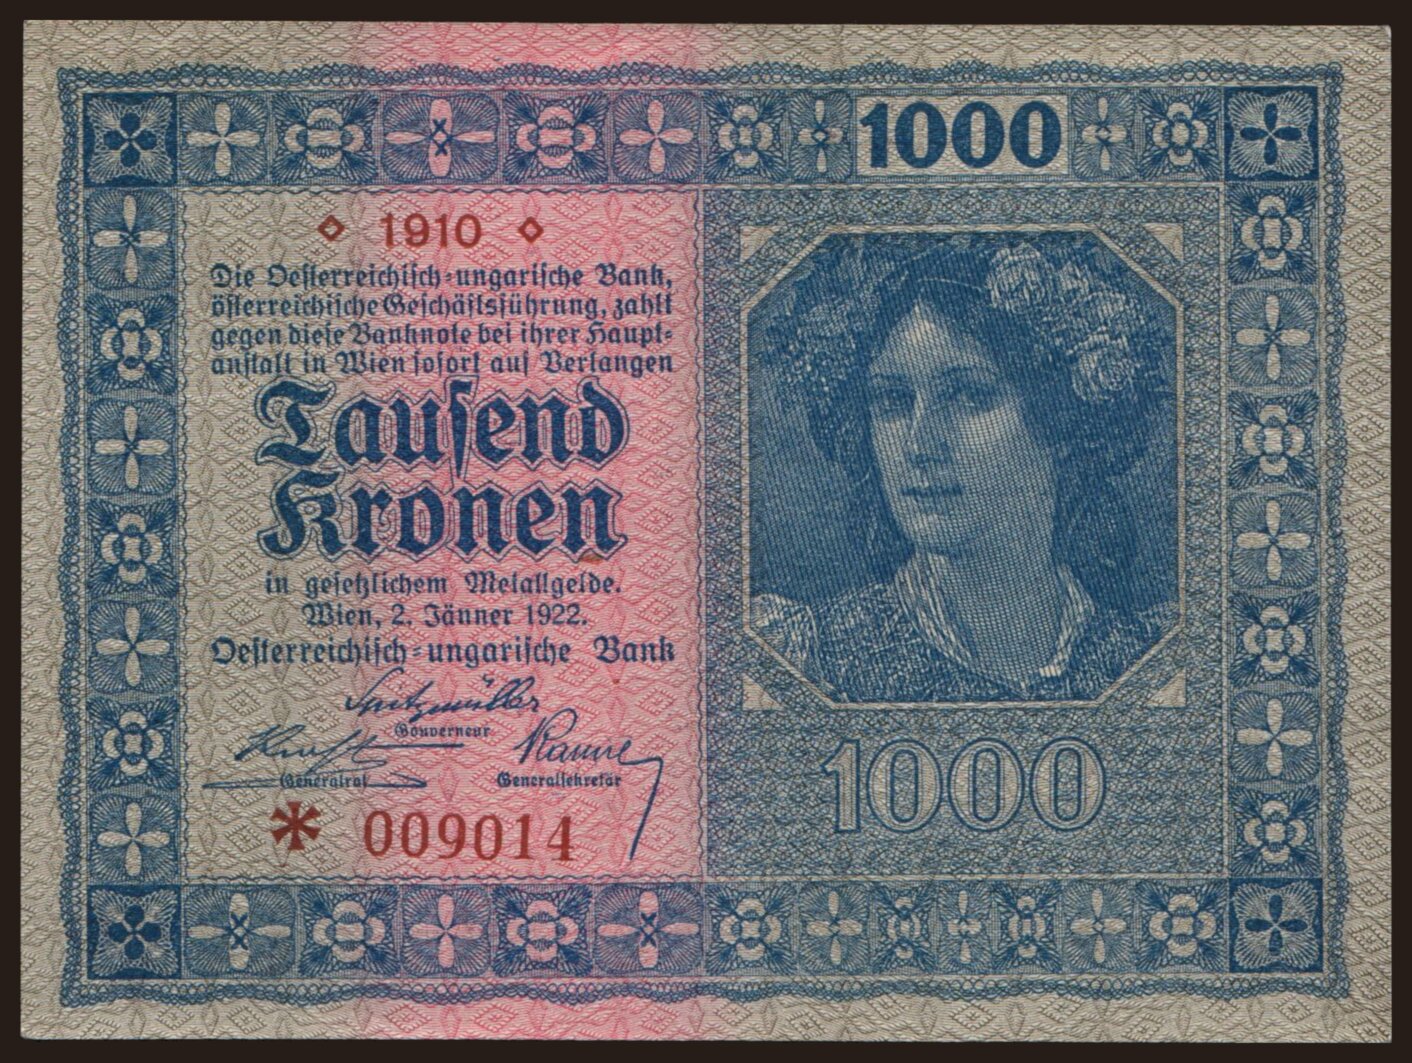 1000
◇ 1910 ◇
Die Oesterreichisch-ungarische Bank,
österreichische Geschäftsführung, zahlt
gegen diese Banknote bei ihrer Haupt-
anstalt in Wien sofort auf Verlangen
Tausend
Kronen
in gesetzlichem Metallgelde.
Wien, 2. Jänner 1922.
Oesterreichisch-ungarische Bank
Spitzmüller
Gouverneur
Generalrat
Generalsekretär
* 009014
1000